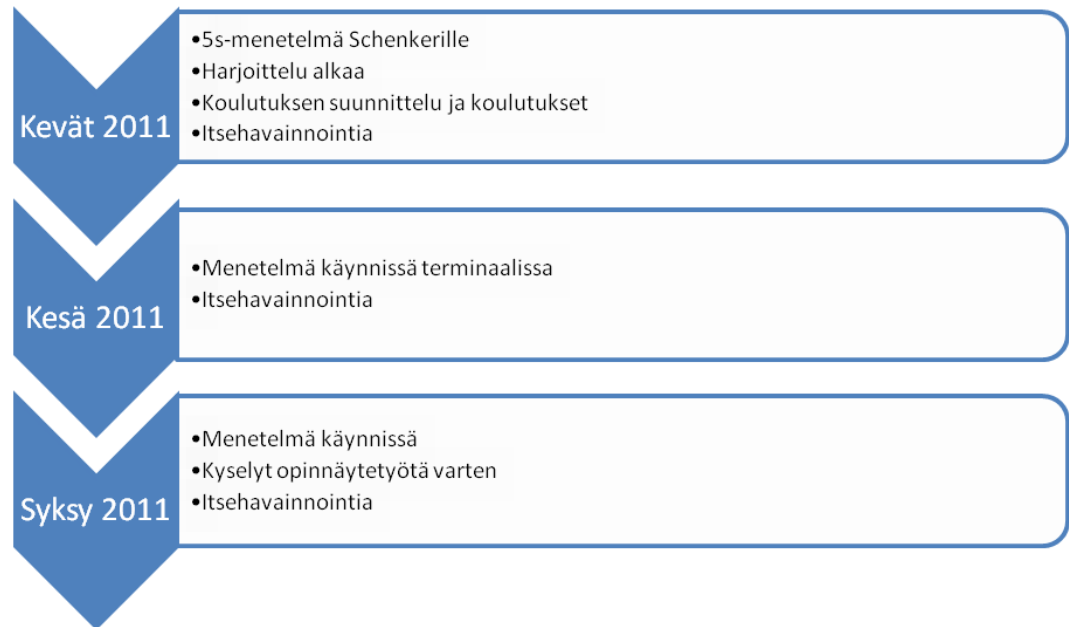 Kevät 2011
•5s-menetelmä Schenkerille
•Harjoittelu alkaa
•Koulutuksen suunnittelu ja koulutukset
•Itsehavainnointia
Kesä 2011
•Menetelmä käynnissä terminaalissa
•Itsehavainnointia
Syksy 2011
•Menetelmä käynnissä
•Kyselyt opinnäytetyötä varten
•Itsehavainnointia